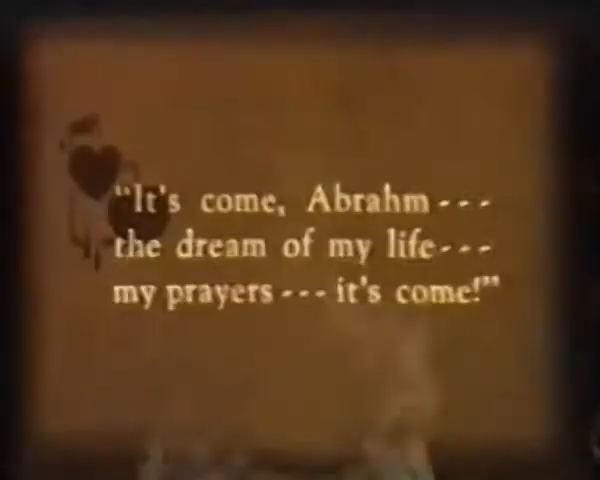 “It's come, Abrahm---
the dream of my life---
my prayers---it's come!”